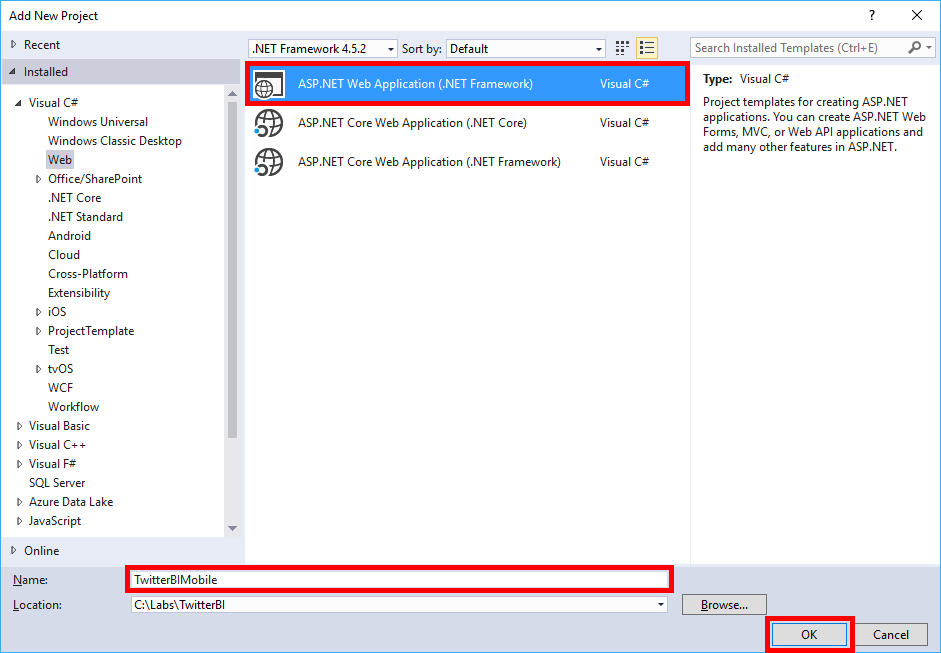 Add New Project
?
Recent
.NET Framework 4.5.2 Sort by: Default
Search Installed Templates (Ctrl+E)
Installed
Visual C#
Windows Universal
Windows Classic Desktop
Web
Office/SharePoint
.NET Core
.NET Standard
Android
Cloud
Cross-Platform
Extensibility
iOS
ProjectTemplate
Test
tvOS
WCF
Workflow
Visual Basic
Visual C++
Visual F#
SQL Server
Azure Data Lake
JavaScript
Online
ASP.NET Web Application (.NET Framework) Visual C#
ASP.NET Core Web Application (.NET Core) Visual C#
ASP.NET Core Web Application (.NET Framework) Visual C#
Type: Visual C#
Project templates for creating ASP.NET
applications. You can create ASP.NET Web
Forms, MVC, or Web API applications and
add many other features in ASP.NET.
Name: TwitterBIMobile
Location: C:\Labs\TwitterBI Browse...
OK Cancel